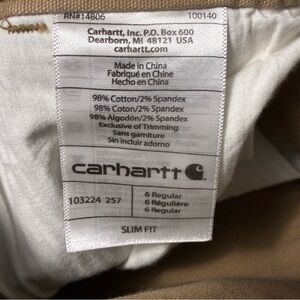 RN#14806 100140
Carhartt, Inc. P.O. Box 600
Dearborn, MI 48121 USA
carhartt.com
Made in China
Fabriqué en Chine
Hecho en China
98% Cotton/2% Spandex
98% Coton/2% Spandex
98% Algodón/2% Spandex
Exclusive of Trimming
Sans garniture
Sin incluir adorno
carhartt
103224 257
6 Regular
6 Régulière
6 Regular
SLIM FIT